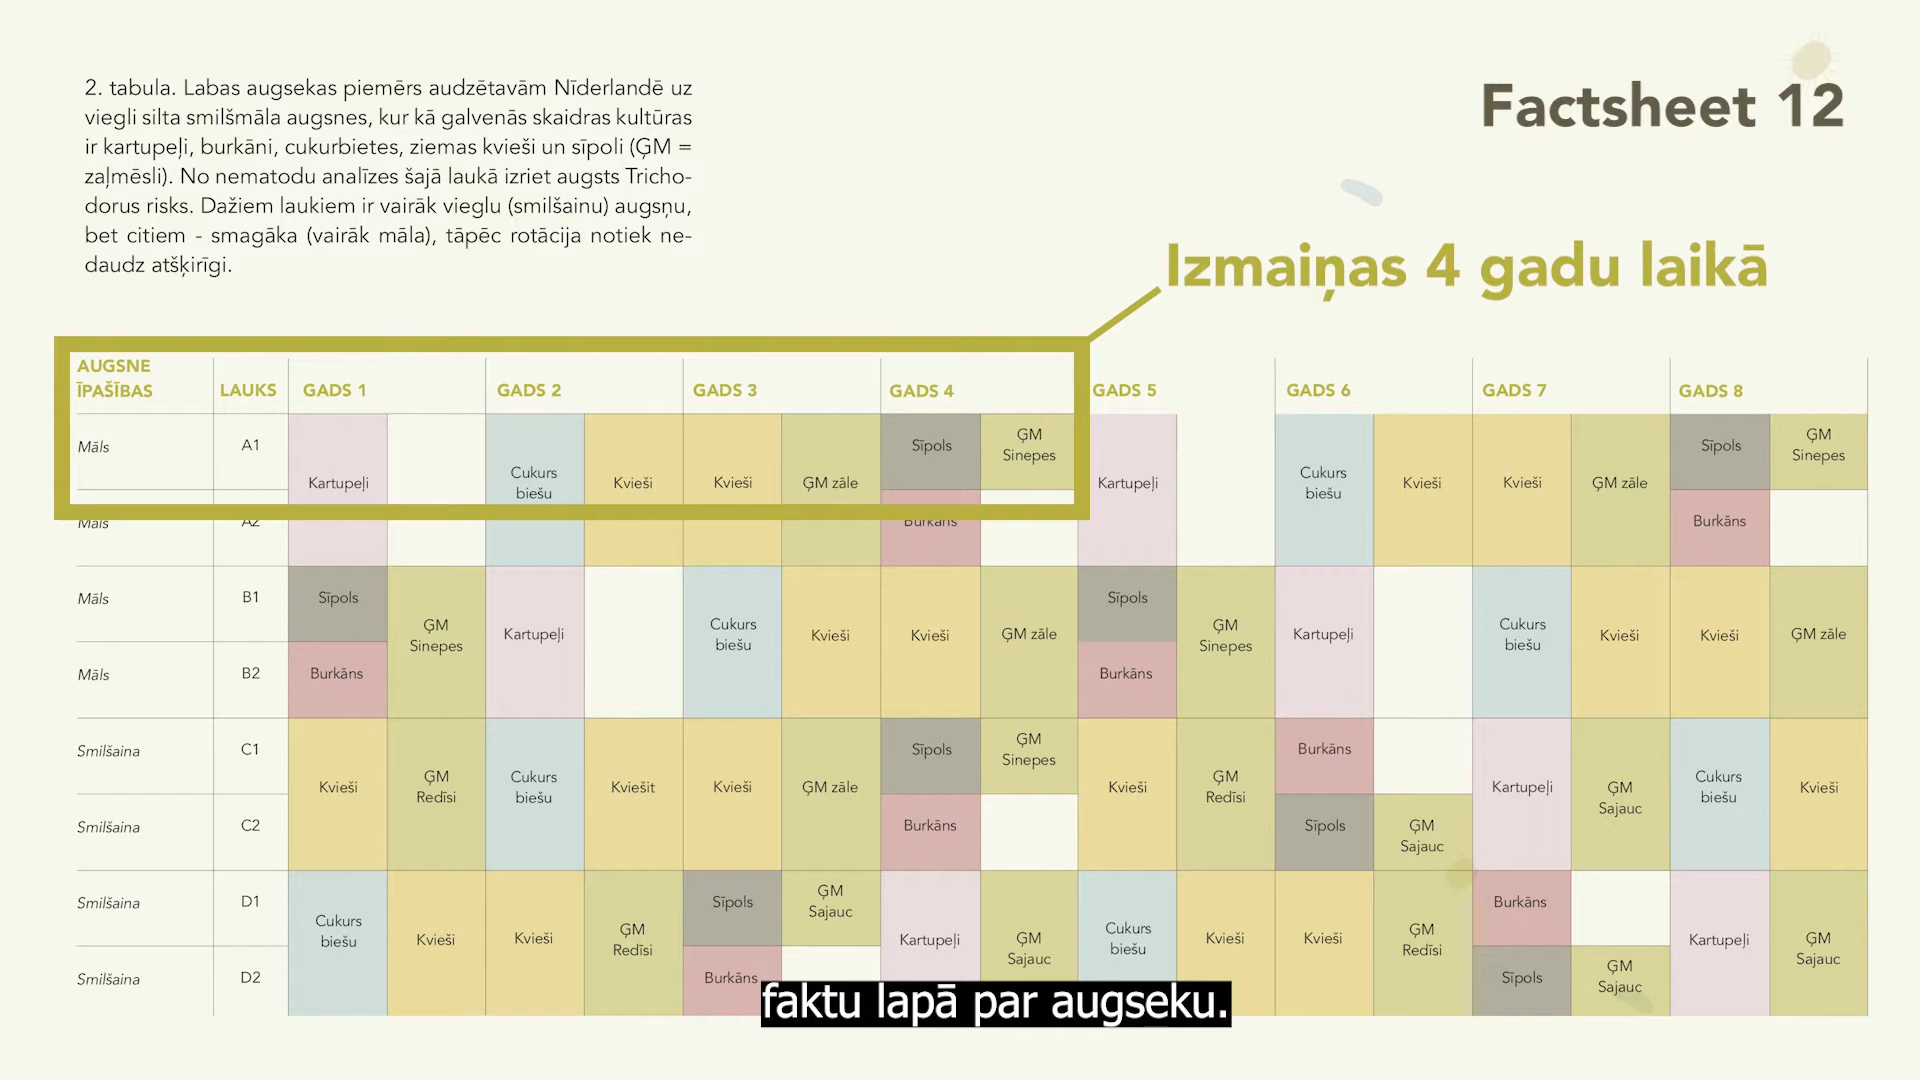 2. tabula. Labas augsekas piemērs audzētavām Nīderlandē uz
viegli silta smilšmāla augsnes, kur kā galvenās skaidras kultūras
ir kartupeļi, burkāni, cukurbietes, ziemas kvieši un sīpoli (ĢM =
zaļmēsli). No nematodu analīzes šajā laukā izriet augsts Tricho-
dorus risks. Dažiem laukiem ir vairāk vieglu (smilšainu) augsņu,
bet citiem - smagāka (vairāk māla), tāpēc rotācija notiek ne-
daudz atšķirīgi.
Factsheet 12
Izmaiņas 4 gadu laikā
AUGSNE
ĪPAŠĪBAS LAUKS GADS 1 GADS 2 GADS 3 GADS 4 GADS 5 GADS 6 GADS 7 GADS 8
Māls A1 Sīpols ĢM Sīpols ĢM
Sinepes Sinepes
Kartupeļi Cukurs Kvieši Kvieši ĢM zāle Kartupeļi Cukurs Kvieši Kvieši ĢM zāle
biešu biešu
Māls A2 Burkāns Burkāns
Māls B1 Sīpols Sīpols
ĢM Kartupeļi Cukurs Kvieši Kvieši ĢM zāle ĢM Kartupeļi Cukurs Kvieši Kvieši ĢM zāle
Sinepes biešu Sinepes biešu
Māls B2 Burkāns Burkāns
Smilšaina C1 Sīpols ĢM Burkāns
Sinepes
Kvieši ĢM Cukurs Kviešit Kvieši ĢM zāle Kvieši ĢM Kartupeļi ĢM Cukurs Kvieši
Redīsi biešu Redīsi Sajauc biešu
Smilšaina C2 Burkāns Sīpols ĢM
Sajauc
Smilšaina D1 Sīpols ĢM Burkāns
Sajauc
Cukurs Kvieši Kvieši ĢM Kartupeļi ĢM Cukurs Kvieši Kvieši ĢM Kartupeļi ĢM
biešu Redīsi Sajauc biešu Redīsi Sajauc
Smilšaina D2 Burkāns Sīpols ĢM
Sajauc
faktu lapā par augseku.